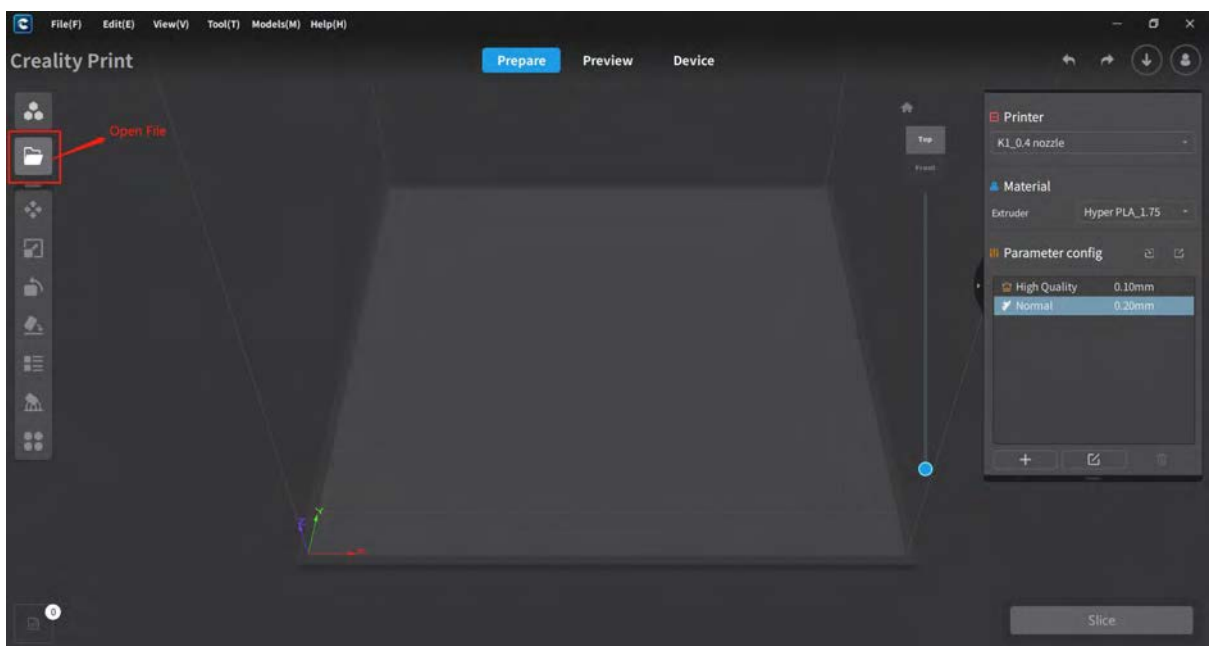 File(F) Edit(E) View(V) Tool(T) Models(M) Help(H)
Creality Print
Prepare Preview Device
Open File
Top
Front
Printer
K1_0.4 nozzle
Material
Extruder Hyper PLA_1.75
Parameter config
High Quality 0.10mm
Normal 0.20mm
Z
Y
X
0
Slice